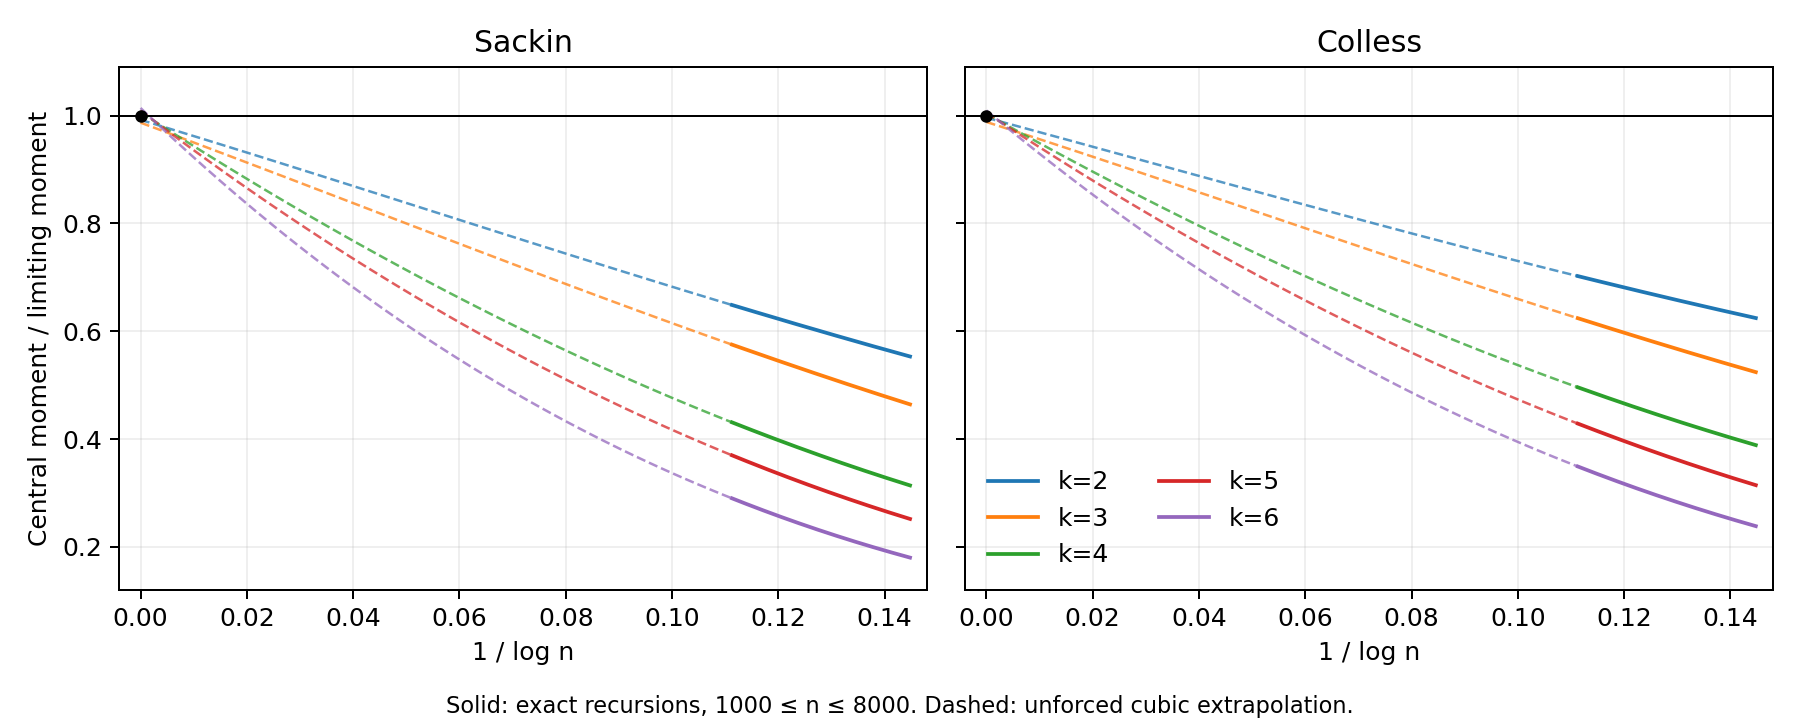 Sackin
Colless
Central moment / limiting moment
1.0
0.8
0.6
0.4
0.2
0.00 0.02 0.04 0.06 0.08 0.10 0.12 0.14
1 / log n
k=2 k=5
k=3 k=6
k=4
0.00 0.02 0.04 0.06 0.08 0.10 0.12 0.14
1 / log n
Solid: exact recursions, 1000 ≤ n ≤ 8000. Dashed: unforced cubic extrapolation.